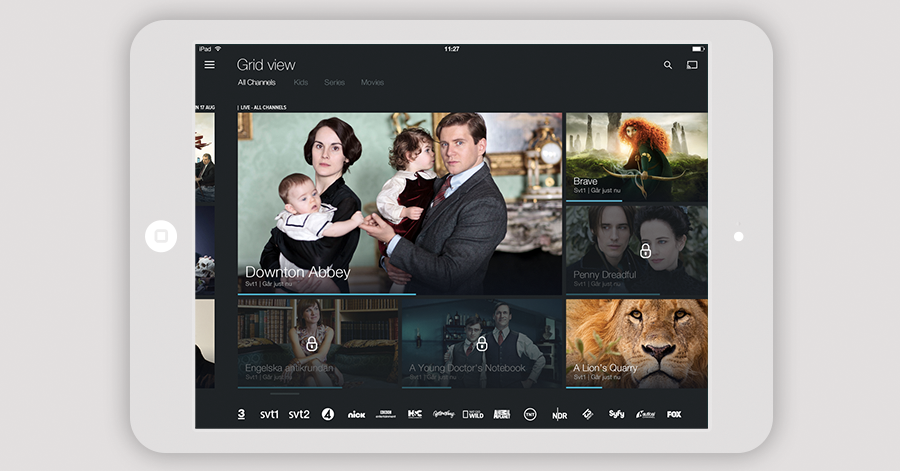 iPad
11:27
Grid view
All Channels Kids Series Movies
N 17 AUG
| LIVE - ALL CHANNELS
Downton Abbey
Svt1 | Går just nu
Brave
Svt1 | Går just nu
Penny Dreadful
Svt1 | Går just nu
Engelska antikrundan
Svt1 | Går just nu
A Young Doctor's Notebook
Svt1 | Går just nu
A Lion's Quarry
Svt1 | Går just nu
3 svt1 svt2 4 nick BBC WILD TNT NDR Syfy FOX